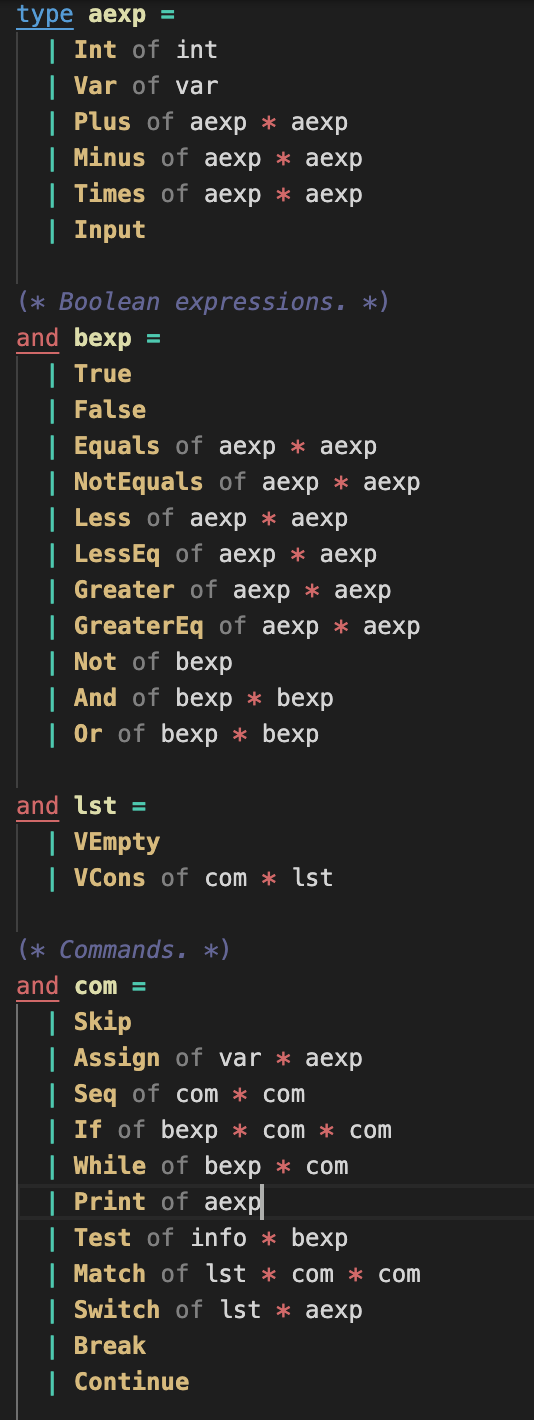 type aexp =
| Int of int
| Var of var
| Plus of aexp * aexp
| Minus of aexp * aexp
| Times of aexp * aexp
| Input
(* Boolean expressions. *)
and bexp =
| True
| False
| Equals of aexp * aexp
| NotEquals of aexp * aexp
| Less of aexp * aexp
| LessEq of aexp * aexp
| Greater of aexp * aexp
| GreaterEq of aexp * aexp
| Not of bexp
| And of bexp * bexp
| Or of bexp * bexp
and lst =
| VEmpty
| VCons of com * lst
(* Commands. *)
and com =
| Skip
| Assign of var * aexp
| Seq of com * com
| If of bexp * com * com
| While of bexp * com
| Print of aexp
| Test of info * bexp
| Match of lst * com * com
| Switch of lst * aexp
| Break
| Continue